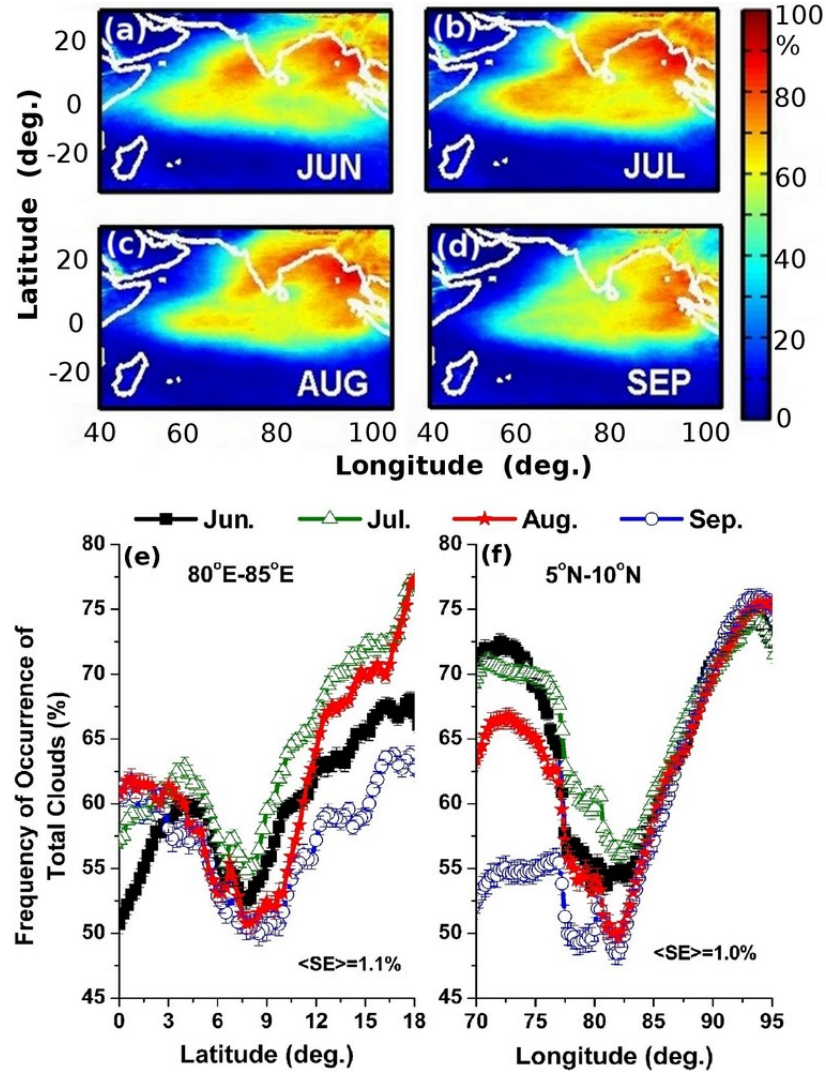 (a)
JUN
(b)
JUL
(c)
AUG
(d)
SEP
20
0
-20
20
0
-20
Latitude (deg.)
40 60 80 100 40 60 80 100
Longitude (deg.)
100
%
80
60
40
20
0
Jun. Jul. Aug. Sep.
(e)
80°E-85°E
<SE>=1.1%
80
75
70
65
60
55
50
45
0 3 6 9 12 15 18
Latitude (deg.)
Frequency of Occurrence of
Total Clouds (%)
(f)
5°N-10°N
<SE>=1.0%
80
75
70
65
60
55
50
45
70 75 80 85 90 95
Longitude (deg.)